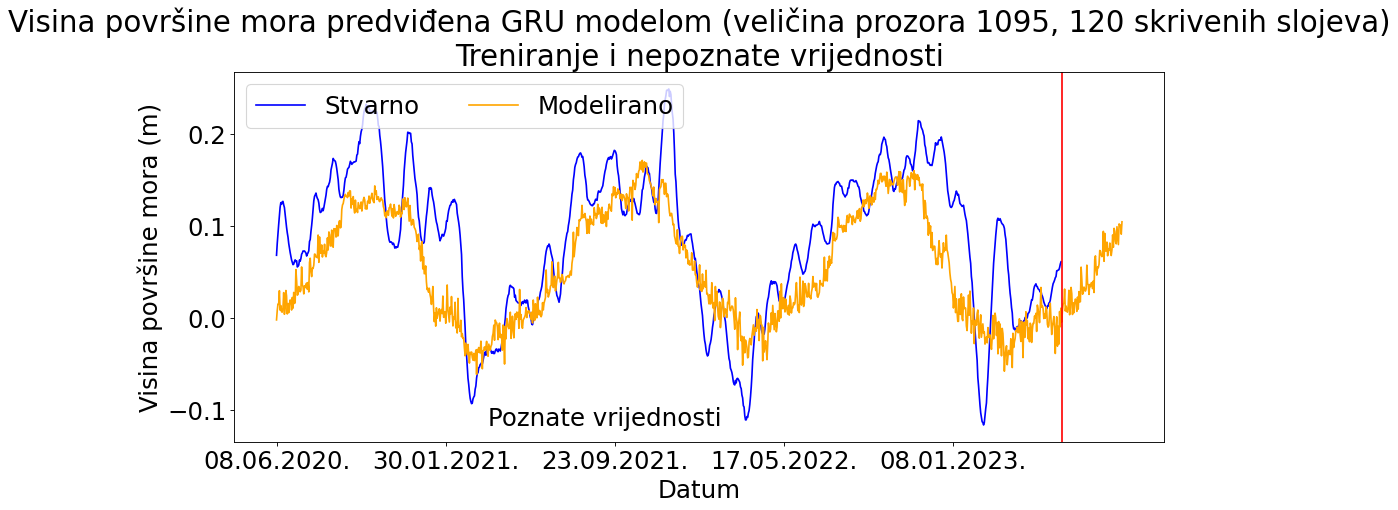 Visina površine mora predviđena GRU modelom (veličina prozora 1095, 120 skrivenih slojeva)
Treniranje i nepoznate vrijednosti
Stvarno
Modelirano
Visina površine mora (m)
0.2
0.1
0.0
−0.1
Poznate vrijednosti
08.06.2020.
30.01.2021.
23.09.2021.
17.05.2022.
08.01.2023.
Datum